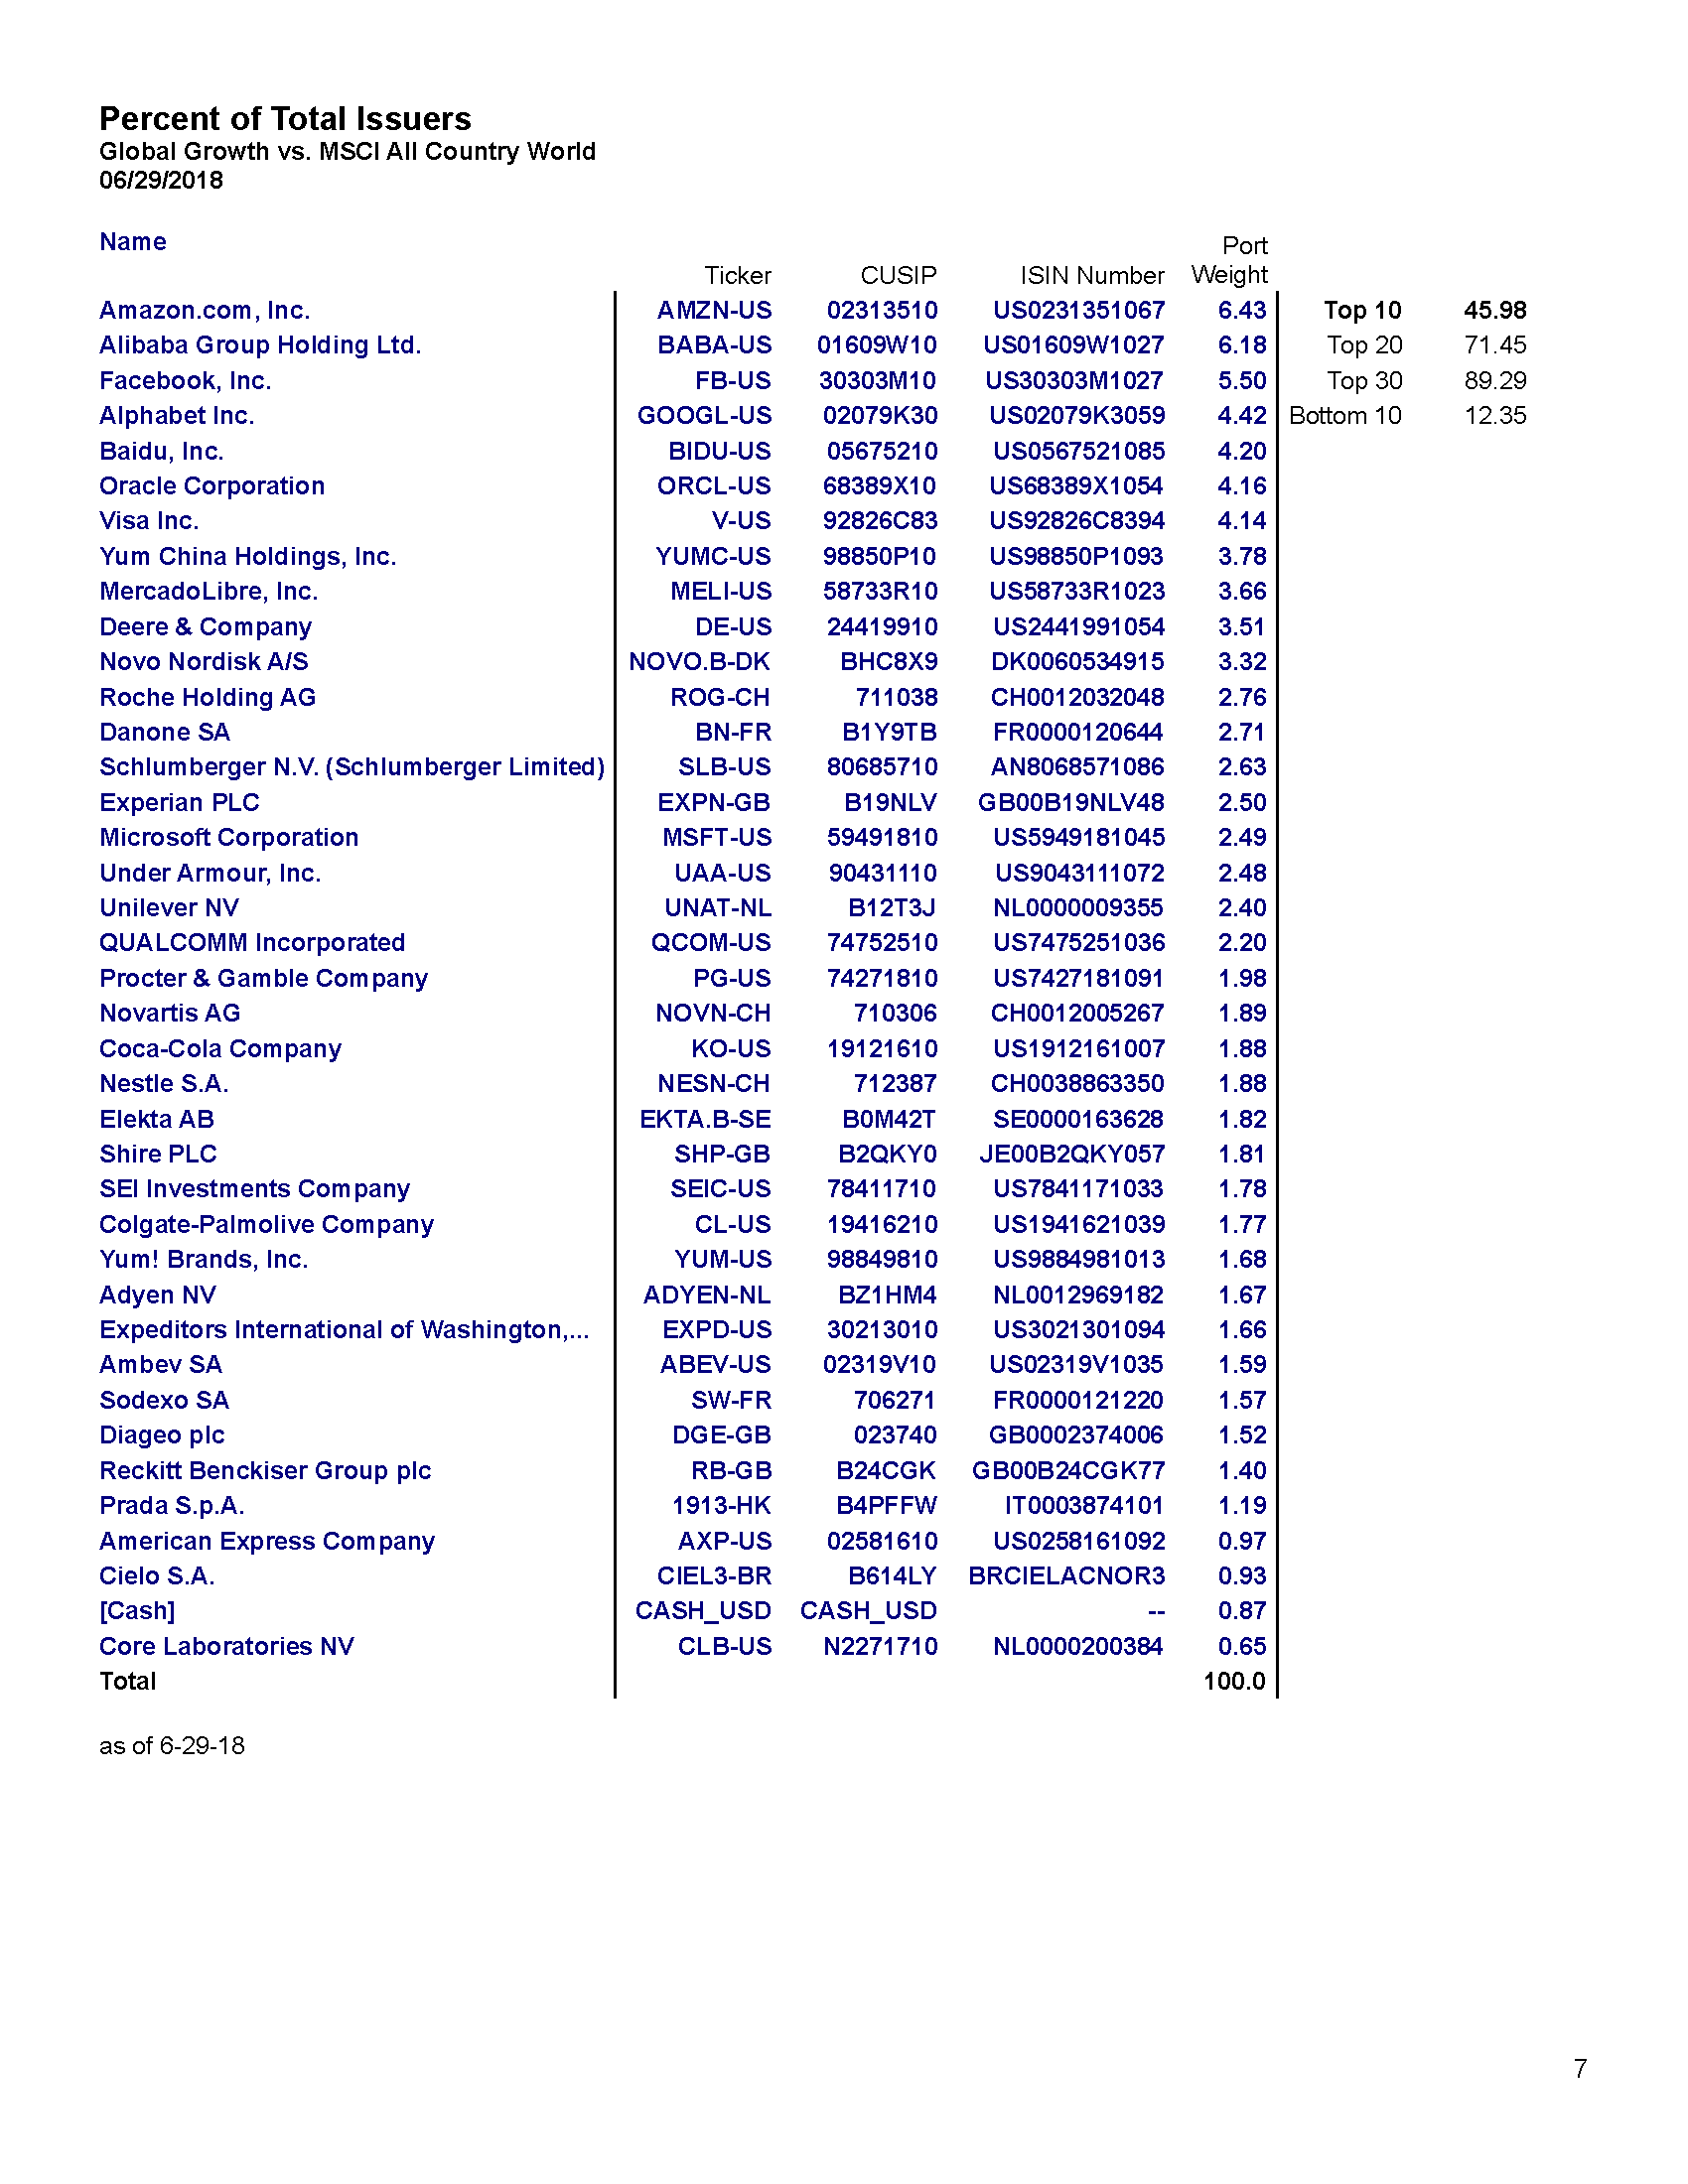 Percent of Total Issuers
Global Growth vs. MSCI All Country World
06/29/2018
Name Ticker CUSIP ISIN Number Port Weight
Amazon.com, Inc. AMZN-US 02313510 US0231351067 6.43 Top 10 45.98
Alibaba Group Holding Ltd. BABA-US 01609W10 US01609W1027 6.18 Top 20 71.45
Facebook, Inc. FB-US 30303M10 US30303M1027 5.50 Top 30 89.29
Alphabet Inc. GOOGL-US 02079K30 US02079K3059 4.42 Bottom 10 12.35
Baidu, Inc. BIDU-US 05675210 US0567521085 4.20
Oracle Corporation ORCL-US 68389X10 US68389X1054 4.16
Visa Inc. V-US 92826C83 US92826C8394 4.14
Yum China Holdings, Inc. YUMC-US 98850P10 US98850P1093 3.78
MercadoLibre, Inc. MELI-US 58733R10 US58733R1023 3.66
Deere & Company DE-US 24419910 US2441991054 3.51
Novo Nordisk A/S NOVO.B-DK BHC8X9 DK0060534915 3.32
Roche Holding AG ROG-CH 711038 CH0012032048 2.76
Danone SA BN-FR B1Y9TB FR0000120644 2.71
Schlumberger N.V. (Schlumberger Limited) SLB-US 80685710 AN8068571086 2.63
Experian PLC EXPN-GB B19NLV GB00B19NLV48 2.50
Microsoft Corporation MSFT-US 59491810 US5949181045 2.49
Under Armour, Inc. UAA-US 90431110 US9043111072 2.48
Unilever NV UNAT-NL B12T3J NL0000009355 2.40
QUALCOMM Incorporated QCOM-US 74752510 US7475251036 2.20
Procter & Gamble Company PG-US 74271810 US7427181091 1.98
Novartis AG NOVN-CH 710306 CH0012005267 1.89
Coca-Cola Company KO-US 19121610 US1912161007 1.88
Nestle S.A. NESN-CH 712387 CH0038863350 1.88
Elekta AB EKTA.B-SE B0M42T SE0000163628 1.82
Shire PLC SHP-GB B2QKY0 JE00B2QKY057 1.81
SEI Investments Company SEIC-US 78411710 US7841171033 1.78
Colgate-Palmolive Company CL-US 19416210 US1941621039 1.77
Yum! Brands, Inc. YUM-US 98849810 US9884981013 1.68
Adyen NV ADYEN-NL BZ1HM4 NL0012969182 1.67
Expeditors International of Washington,... EXPD-US 30213010 US3021301094 1.66
Ambev SA ABEV-US 02319V10 US02319V1035 1.59
Sodexo SA SW-FR 706271 FR0000121220 1.57
Diageo plc DGE-GB 023740 GB0002374006 1.52
Reckitt Benckiser Group plc RB-GB B24CGK GB00B24CGK77 1.40
Prada S.p.A. 1913-HK B4PFFW IT0003874101 1.19
American Express Company AXP-US 02581610 US0258161092 0.97
Cielo S.A. CIEL3-BR B614LY BRCIELACNOR3 0.93
[Cash] CASH_USD CASH_USD -- 0.87
Core Laboratories NV CLB-US N2271710 NL0000200384 0.65
Total 100.0
as of 6-29-18
7